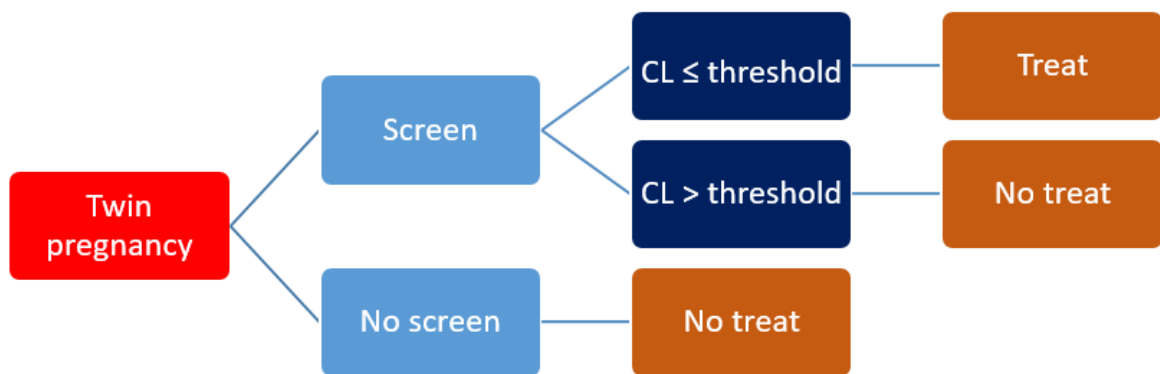 Twin
pregnancy
Screen
No screen
CL ≤ threshold
CL > threshold
No treat
Treat
No treat